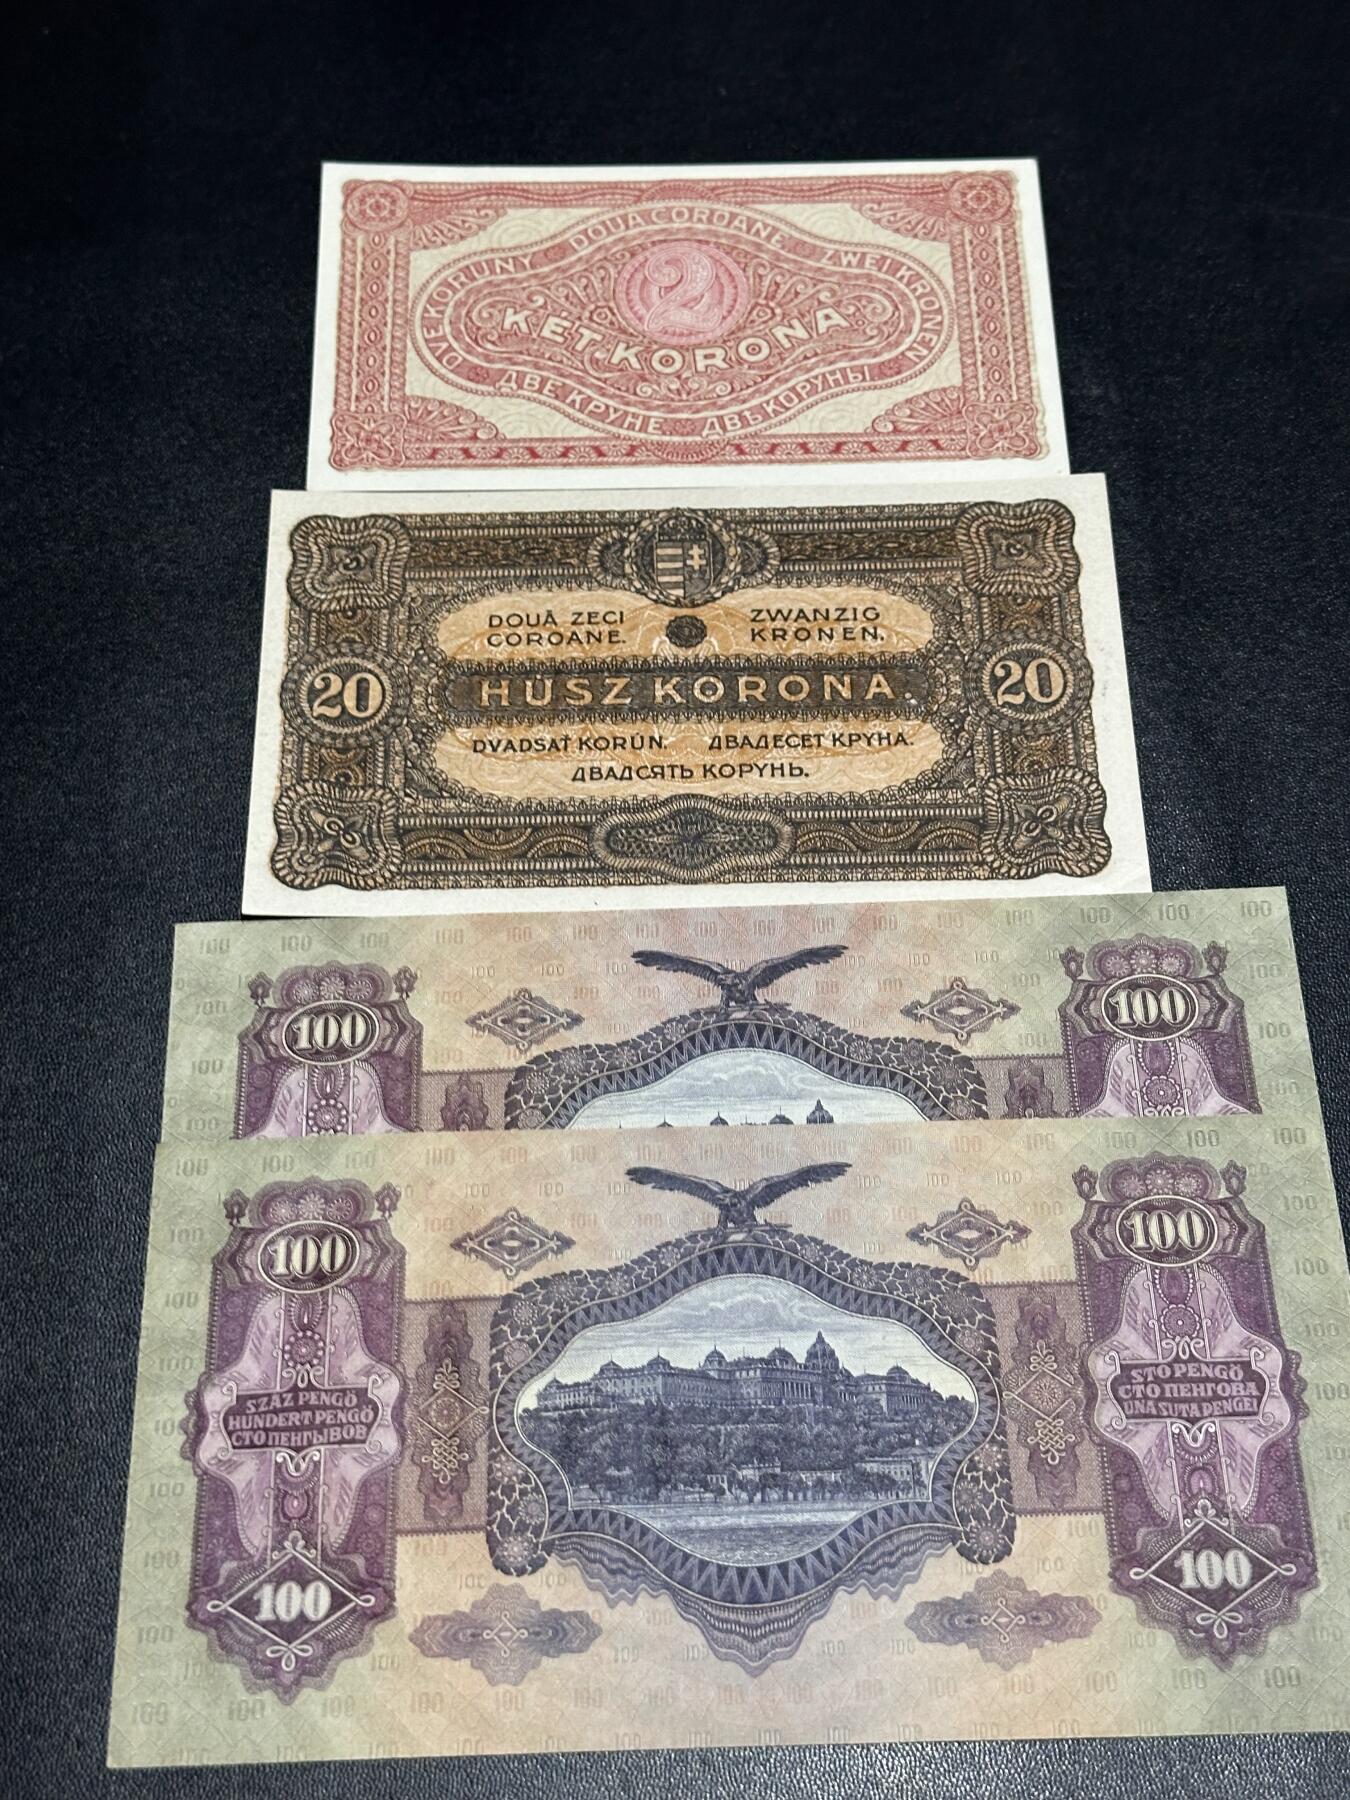 DOUA COROANE
DVE KORUNY
ZWEI KRONEN
2
KÉT KORONA
ДВЕ КРУНЕ ДВѢ КОРУНЫ
DOUĂ ZECI
COROANE.
ZWANZIG
KRONEN.
20
HÚSZ KORONA.
20
DVADSAŤ KORÚN. ДВАДЕСЕТ КРУНА.
ДВАДСЯТЬ КОРУНЬ.
100
100
100
100
SZÁZ PENGŐ
HUNDERT PENGŐ
СТО ПЕНГЫВОВ
STO PENGÖ
СТО ПЕНГОВА
UNA SUTA PENGEI
100
100